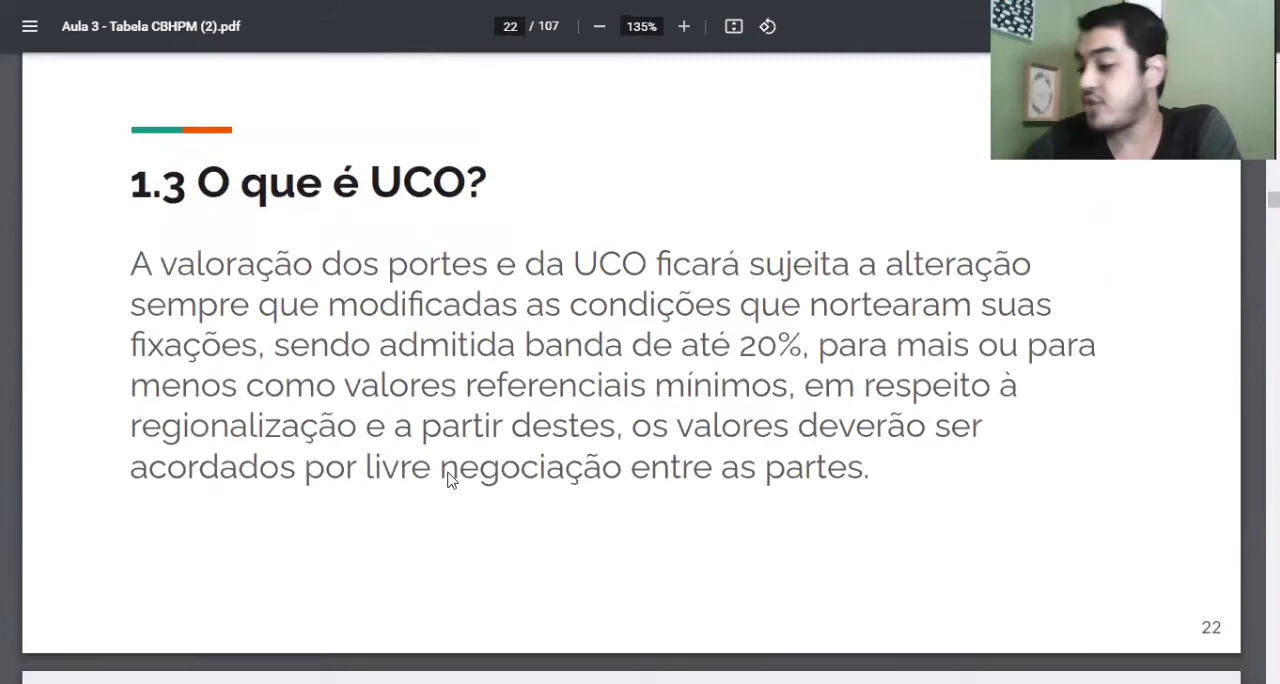 Aula 3 - Tabela CBHPM (2).pdf
22 / 107
135%
1.3 O que é UCO?
A valoração dos portes e da UCO ficará sujeita a alteração
sempre que modificadas as condições que nortearam suas
fixações, sendo admitida banda de até 20%, para mais ou para
menos como valores referenciais mínimos, em respeito à
regionalização e a partir destes, os valores deverão ser
acordados por livre negociação entre as partes.
22